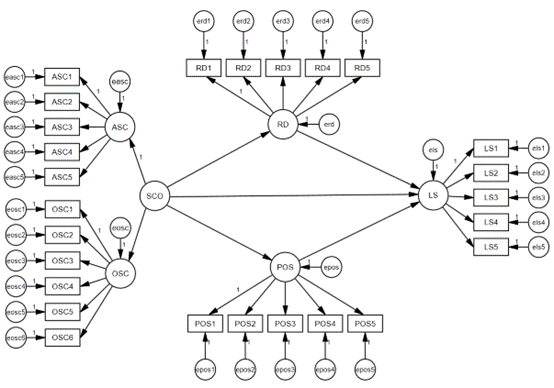 erd1 erd2 erd3 erd4 erd5
1 1 1 1 1
RD1 RD2 RD3 RD4 RD5
1
RD 1 erd
easc1 1 ASC1
easc2 1 ASC2
easc3 1 ASC3
easc4 1 ASC4
easc5 1 ASC5
1
easc
1
ASC
1
SCO
eosc1 1 OSC1
eosc2 1 OSC2
eosc3 1 OSC3
eosc4 1 OSC4
eosc5 1 OSC5
eosc6 1 OSC6
1
eosc
1
OSC
els
1
LS
1
LS1 1 els1
LS2 1 els2
LS3 1 els3
LS4 1 els4
LS5 1 els5
POS 1 epos
1
POS1 POS2 POS3 POS4 POS5
1 1 1 1 1
epos1 epos2 epos3 epos4 epos5